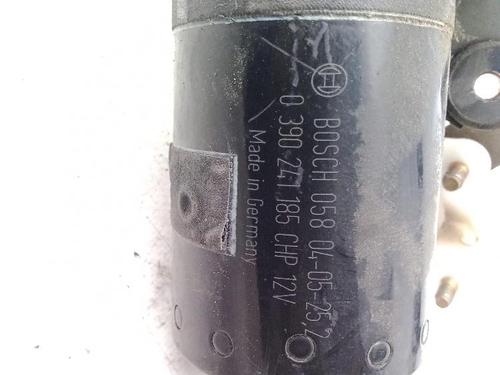 BOSCH 058 04-05-25,2
0 390 241 185 CHP 12V
Made in Germany